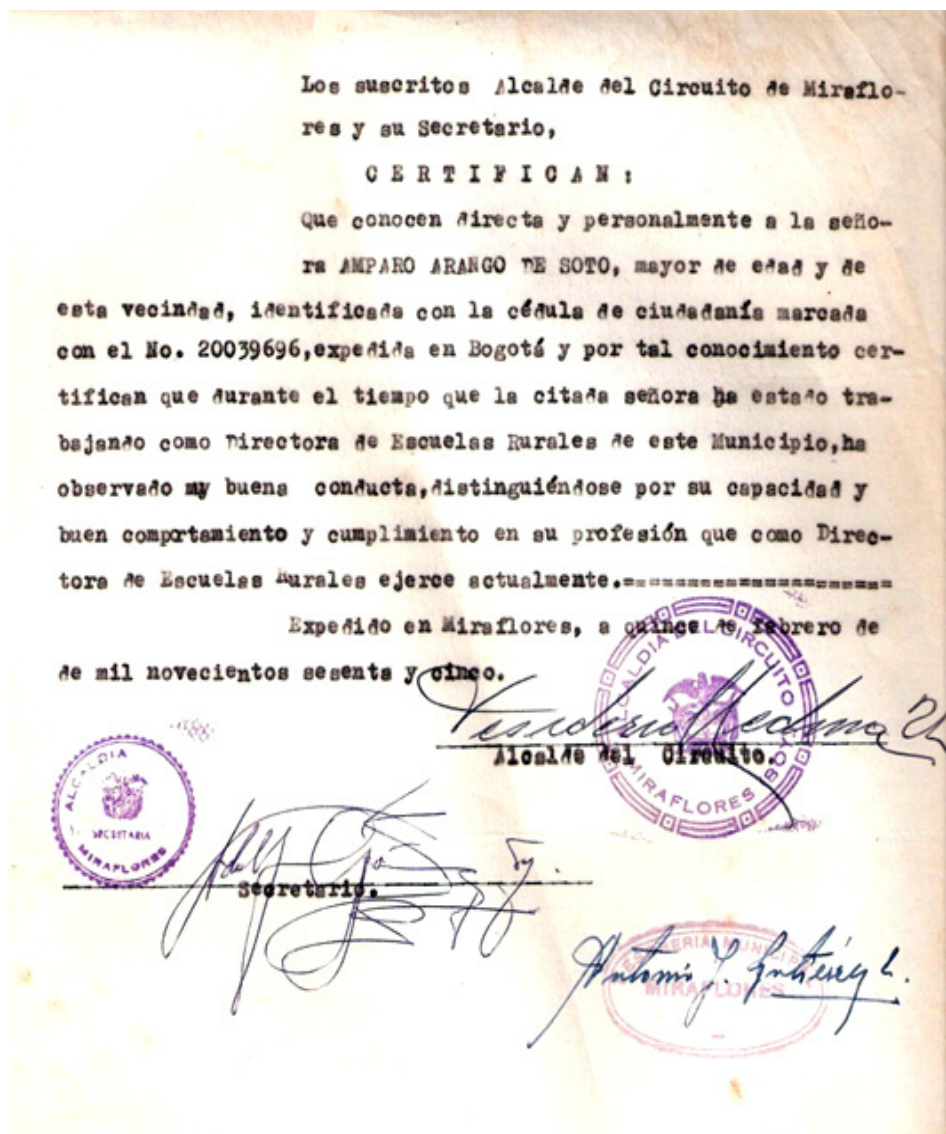 Los suscritos Alcalde del Circuito de Miraflo-
res y su Secretario,
C E R T I F I C A N :
Que conocen directa y personalmente a la seño-
ra AMPARO ARANGO DE SOTO, mayor de edad y de
esta vecindad, identificada con la cédula de ciudadanía marcada
con el No. 20039696,expedida en Bogotá y por tal conocimiento cer-
tifican que durante el tiempo que la citada señora ha estado tra-
bajando como Directora de Escuelas Rurales de este Municipio,ha
observado my buena conducta,distinguiéndose por su capacidad y
buen comportamiento y cumplimiento en su profesión que como Direc-
tora de Escuelas Rurales ejerce actualmente.====================
Expedido en Miraflores, a quince de febrero de
de mil novecientos sesenta y cinco.
ALCALDIA DEL CIRCUITO
MIRAFLORES BOY
Alcalde del Circuito.
ALCALDIA
SECRETARIA
MIRAFLORES
Secretario.
MIRAFLORES
Antonio J. Gutiérrez